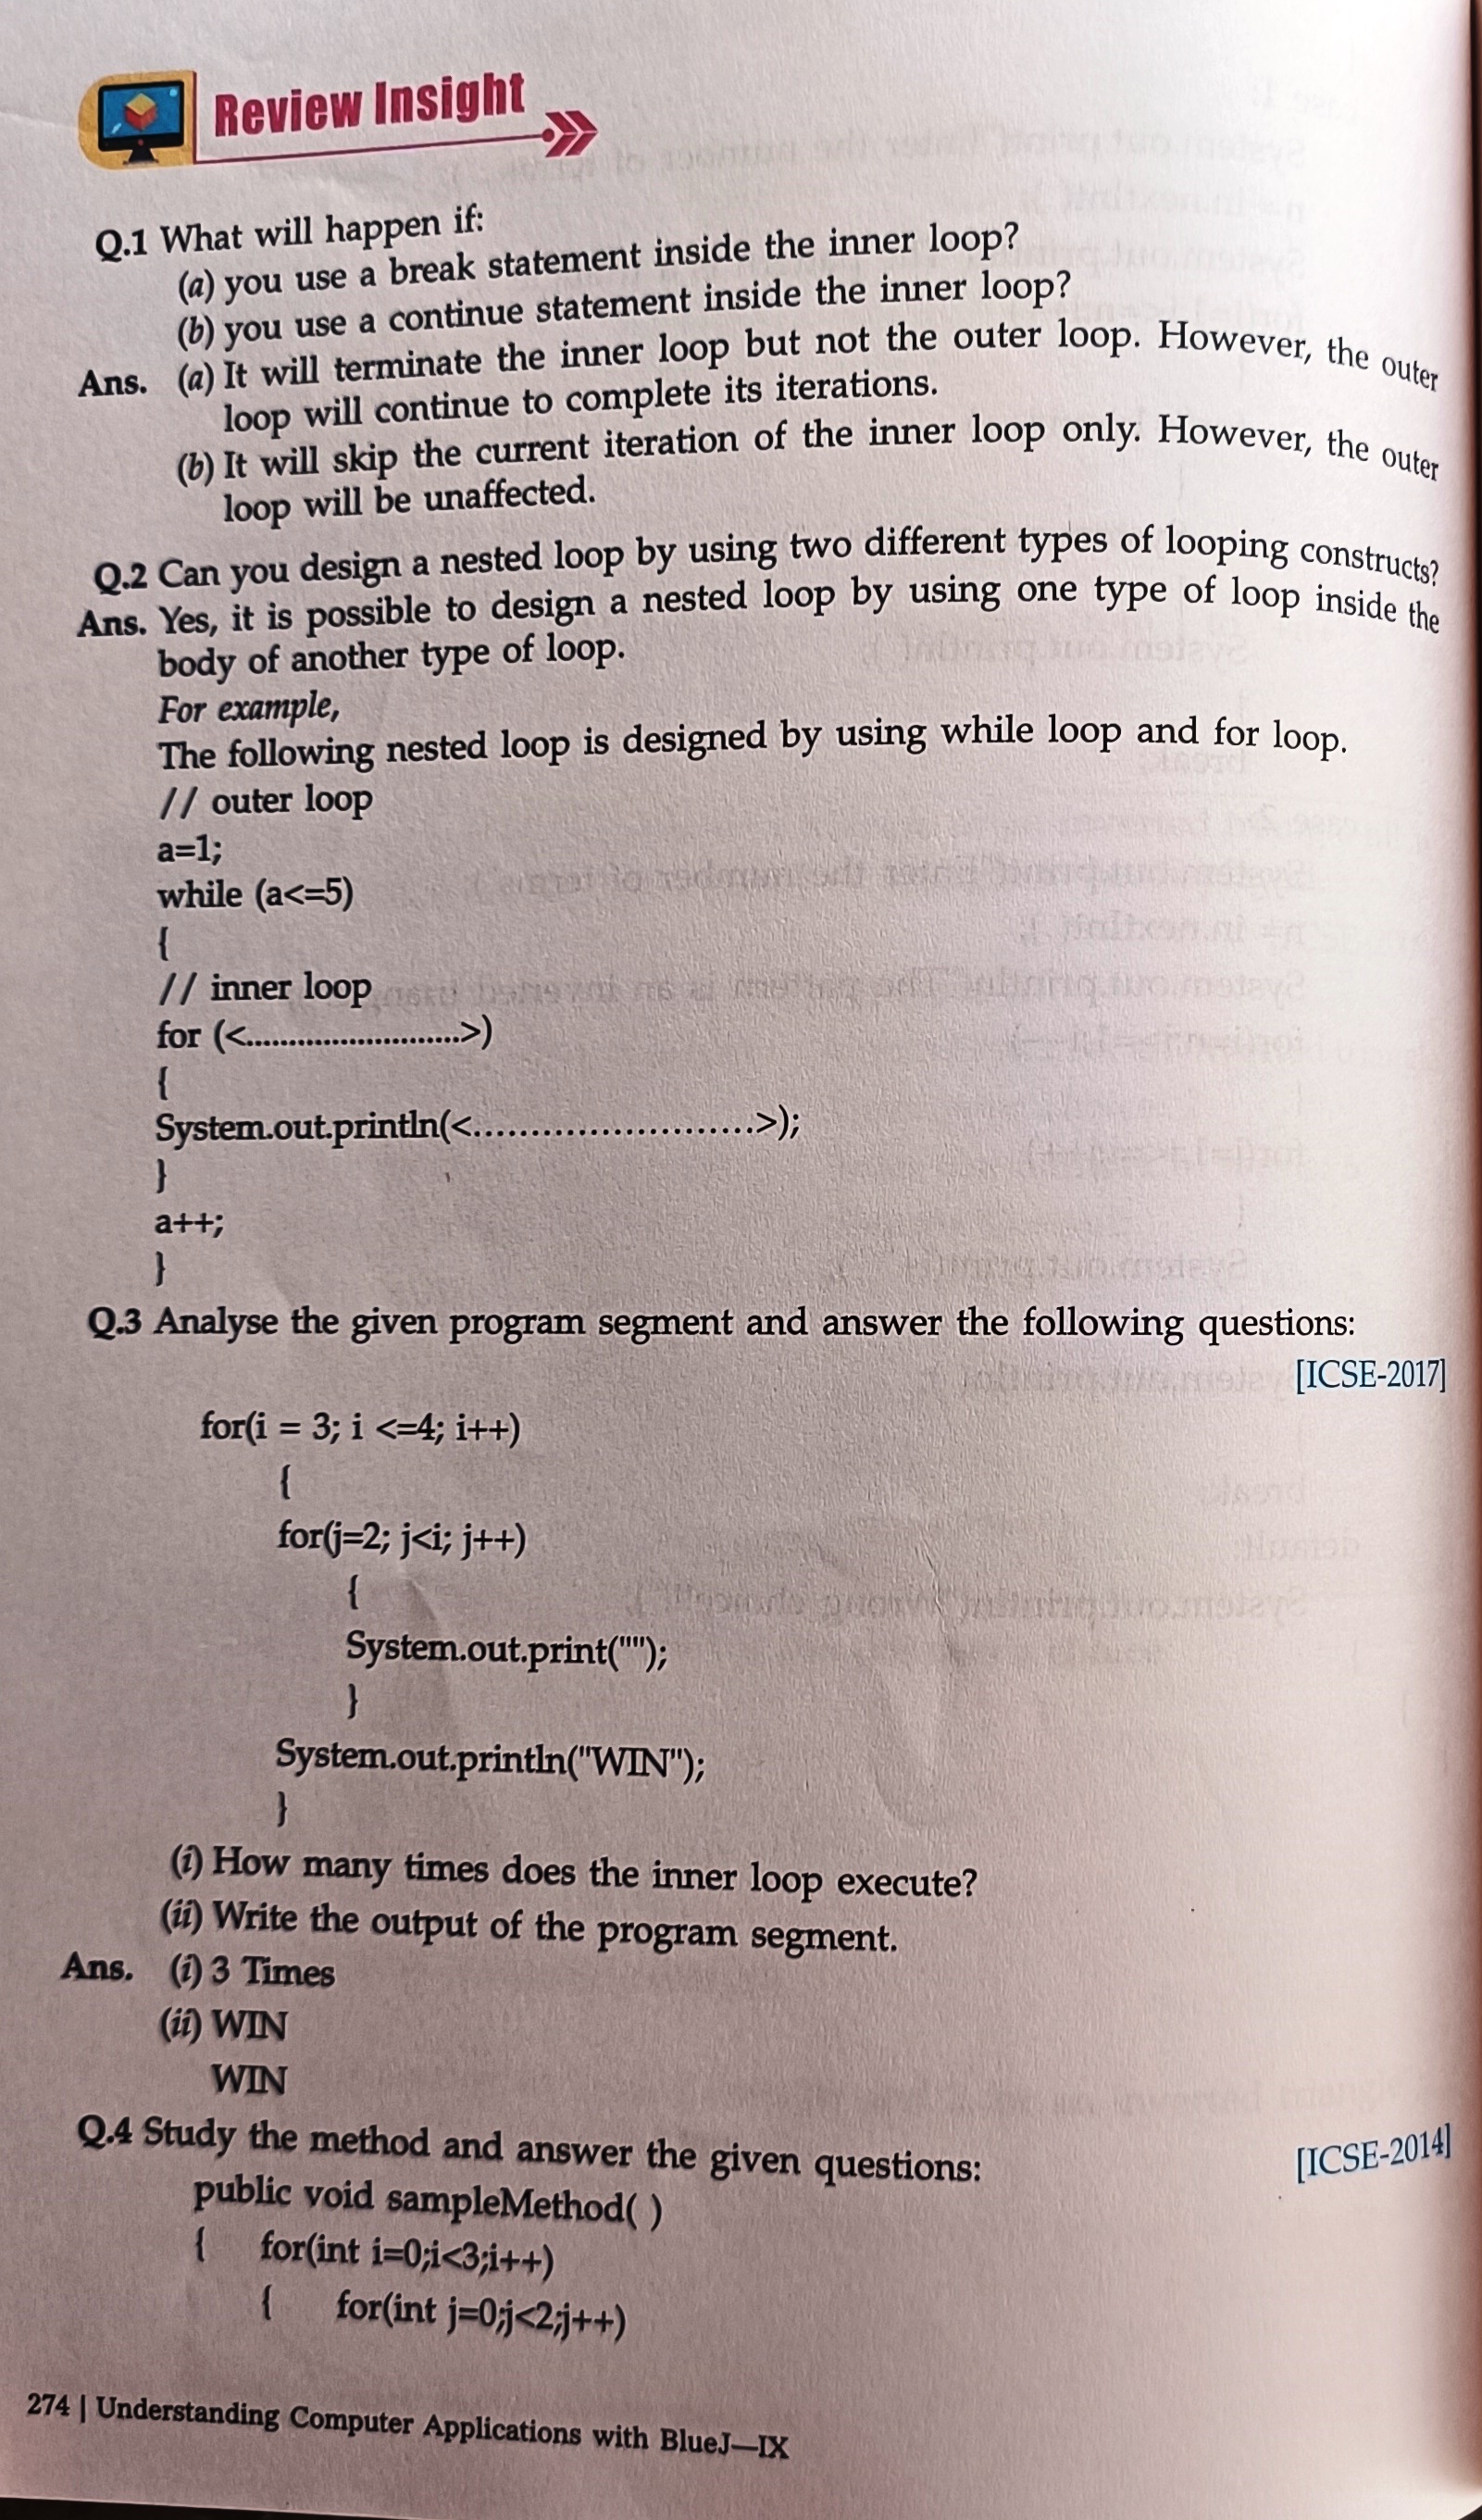 Review Insight
Q.1 What will happen if:
(a) you use a break statement inside the inner loop?
(b) you use a continue statement inside the inner loop?
Ans. (a) It will terminate the inner loop but not the outer loop. However, the outer
loop will continue to complete its iterations.
(b) It will skip the current iteration of the inner loop only. However, the outer
loop will be unaffected.
Q.2 Can you design a nested loop by using two different types of looping constructs?
Ans. Yes, it is possible to design a nested loop by using one type of loop inside the
body of another type of loop.
For example,
The following nested loop is designed by using while loop and for loop.
// outer loop
a=1;
while (a<=5)
{
// inner loop
for (<..........................>)
{
System.out.println(<.........................>);
}
a++;
}
Q.3 Analyse the given program segment and answer the following questions:
[ICSE-2017]
for(i = 3; i <=4; i++)
{
for(j=2; j<i; j++)
{
System.out.print("");
}
System.out.println("WIN");
}
(i) How many times does the inner loop execute?
(ii) Write the output of the program segment.
Ans. (i) 3 Times
(ii) WIN
WIN
Q.4 Study the method and answer the given questions: [ICSE-2014]
public void sampleMethod( )
{ for(int i=0;i<3;i++)
{ for(int j=0;j<2;j++)
274 | Understanding Computer Applications with BlueJ—IX